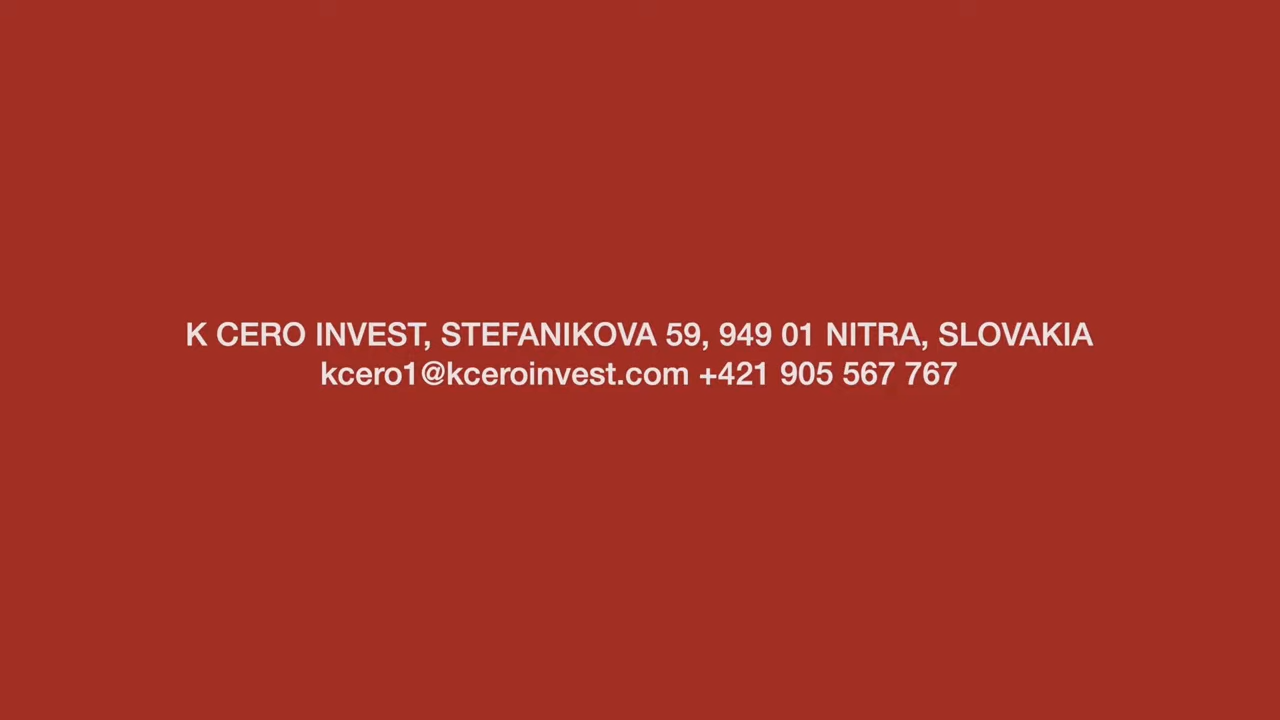 K CERO INVEST, STEFANIKOVA 59, 949 01 NITRA, SLOVAKIA
kcero1@kceroinvest.com +421 905 567 767